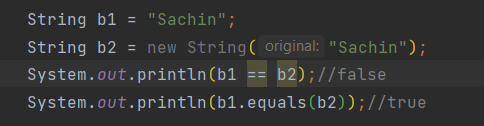 String b1 = "Sachin";
String b2 = new String( original: "Sachin");
System.out.println(b1 == b2);//false
System.out.println(b1.equals(b2));//true